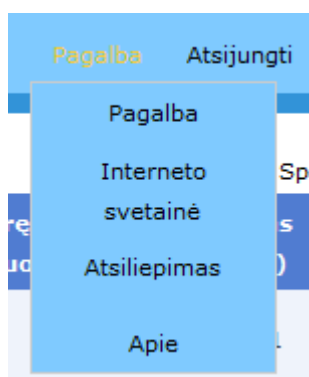 Pagalba Atsijungti
Pagalba
Interneto
svetainė
Atsiliepimas
Apie